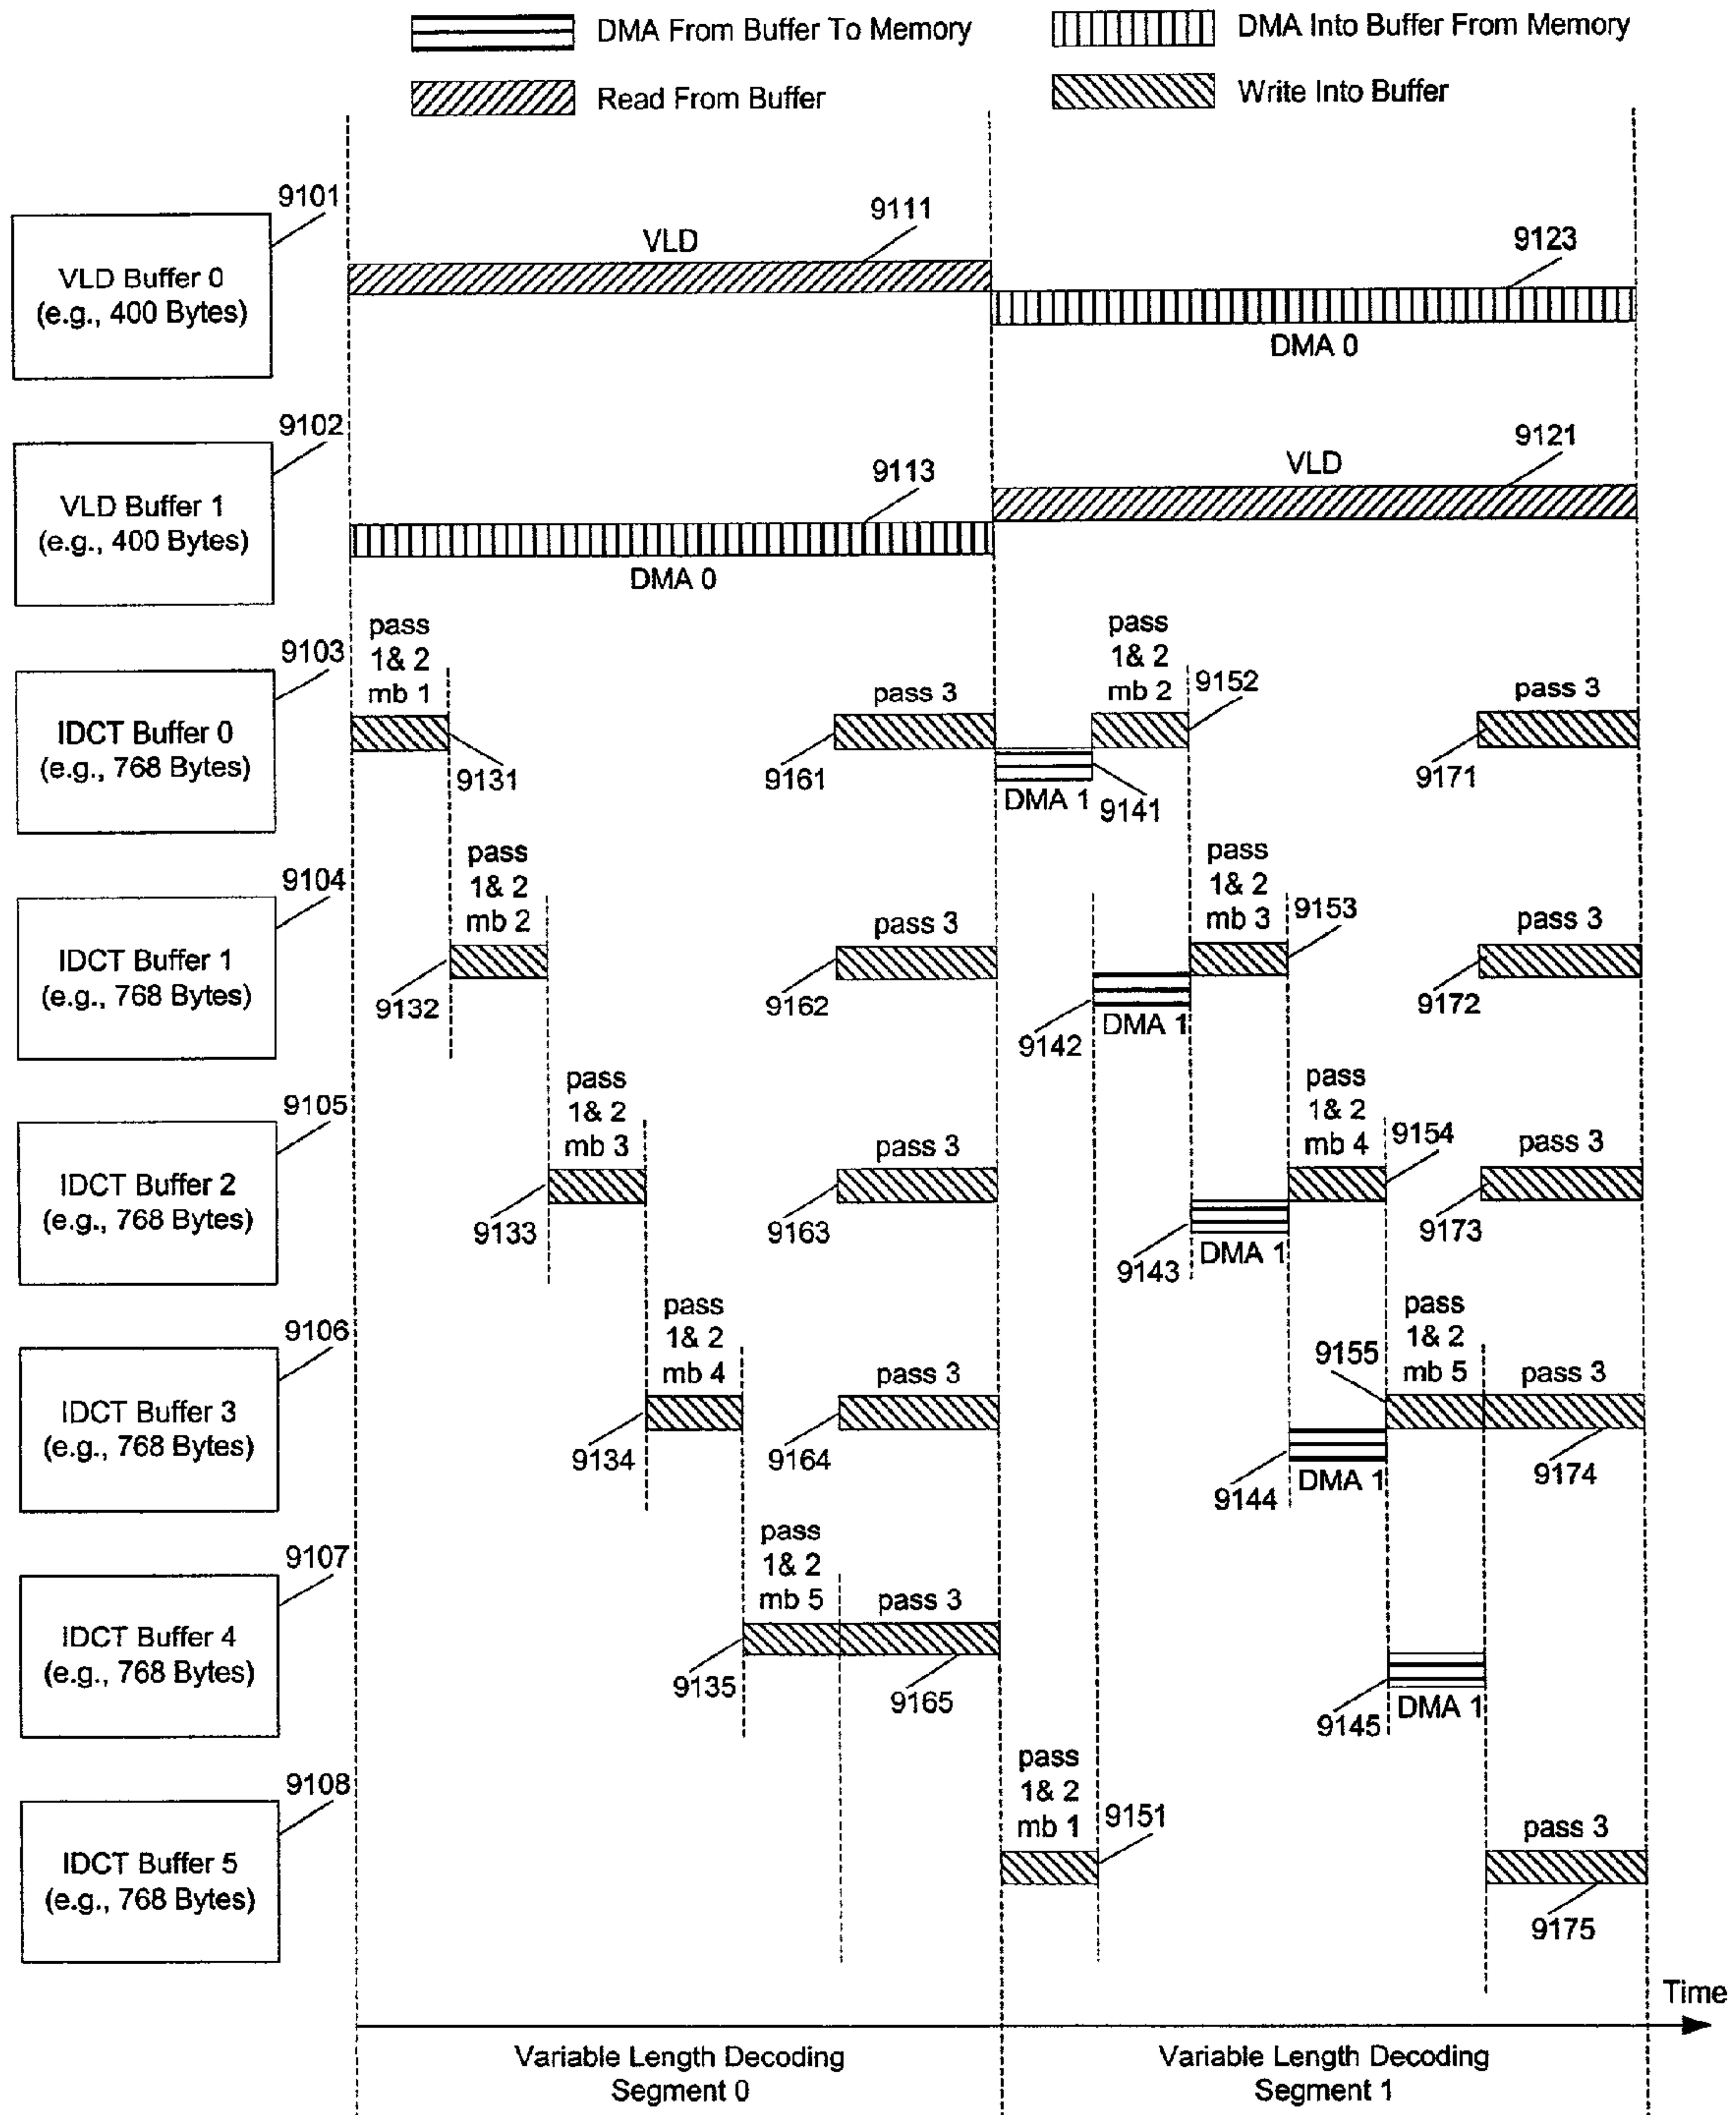 DMA From Buffer To Memory
DMA Into Buffer From Memory
Read From Buffer
Write Into Buffer
9101
VLD Buffer 0
(e.g., 400 Bytes)
VLD
9111
9123
DMA 0
9102
VLD Buffer 1
(e.g., 400 Bytes)
9113
DMA 0
VLD
9121
9103
IDCT Buffer 0
(e.g., 768 Bytes)
pass
1& 2
mb 1
9131
pass 3
9161
DMA 1
9141
pass
1& 2
mb 2
9152
pass 3
9171
9104
IDCT Buffer 1
(e.g., 768 Bytes)
pass
1& 2
mb 2
9132
pass 3
9162
9142
DMA 1
pass
1& 2
mb 3
9153
pass 3
9172
9105
IDCT Buffer 2
(e.g., 768 Bytes)
pass
1& 2
mb 3
9133
pass 3
9163
9143
DMA 1
pass
1& 2
mb 4
9154
pass 3
9173
9106
IDCT Buffer 3
(e.g., 768 Bytes)
pass
1& 2
mb 4
9134
pass 3
9164
9144
DMA 1
9155
pass
1& 2
mb 5
pass 3
9174
9107
IDCT Buffer 4
(e.g., 768 Bytes)
pass
1& 2
mb 5
9135
pass 3
9165
9145
DMA 1
9108
IDCT Buffer 5
(e.g., 768 Bytes)
pass
1& 2
mb 1
9151
pass 3
9175
Time
Variable Length Decoding
Segment 0
Variable Length Decoding
Segment 1